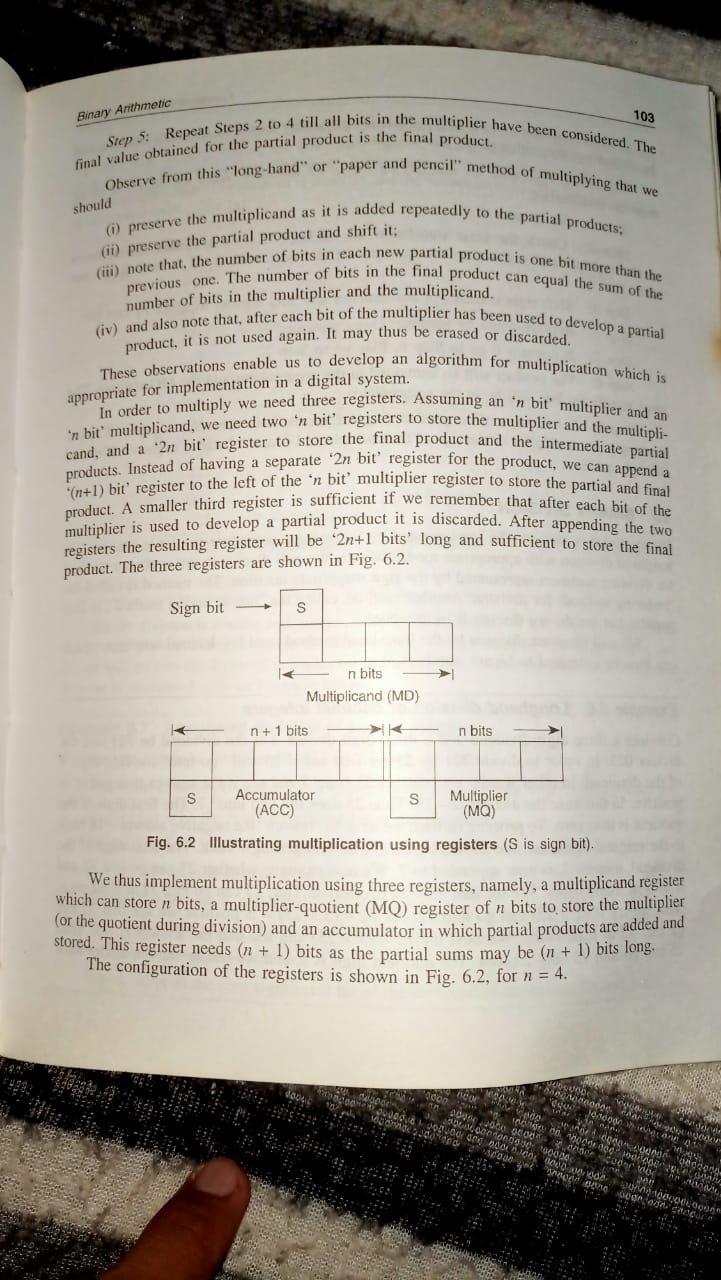 Binary Arithmetic
103
Step 5: Repeat Steps 2 to 4 till all bits in the multiplier have been considered. The
final value obtained for the partial product is the final product.
Observe from this "long-hand" or "paper and pencil" method of multiplying that we
should
(i) preserve the multiplicand as it is added repeatedly to the partial products;
(ii) preserve the partial product and shift it;
(iii) note that, the number of bits in each new partial product is one bit more than the
previous one. The number of bits in the final product can equal the sum of the
number of bits in the multiplier and the multiplicand.
(iv) and also note that, after each bit of the multiplier has been used to develop a partial
product, it is not used again. It may thus be erased or discarded.
These observations enable us to develop an algorithm for multiplication which is
appropriate for implementation in a digital system.
In order to multiply we need three registers. Assuming an 'n bit' multiplier and an
'n bit' multiplicand, we need two 'n bit' registers to store the multiplier and the multipli-
cand, and a '2n bit' register to store the final product and the intermediate partial
products. Instead of having a separate '2n bit' register for the product, we can append a
'(n+1) bit' register to the left of the 'n bit' multiplier register to store the partial and final
product. A smaller third register is sufficient if we remember that after each bit of the
multiplier is used to develop a partial product it is discarded. After appending the two
registers the resulting register will be '2n+1 bits' long and sufficient to store the final
product. The three registers are shown in Fig. 6.2.
Sign bit
S
n bits
Multiplicand (MD)
n + 1 bits
n bits
S
Accumulator
(ACC)
S
Multiplier
(MQ)
Fig. 6.2 Illustrating multiplication using registers (S is sign bit).
We thus implement multiplication using three registers, namely, a multiplicand register
which can store n bits, a multiplier-quotient (MQ) register of n bits to store the multiplier
(or the quotient during division) and an accumulator in which partial products are added and
stored. This register needs (n + 1) bits as the partial sums may be (n + 1) bits long.
The configuration of the registers is shown in Fig. 6.2, for n = 4.